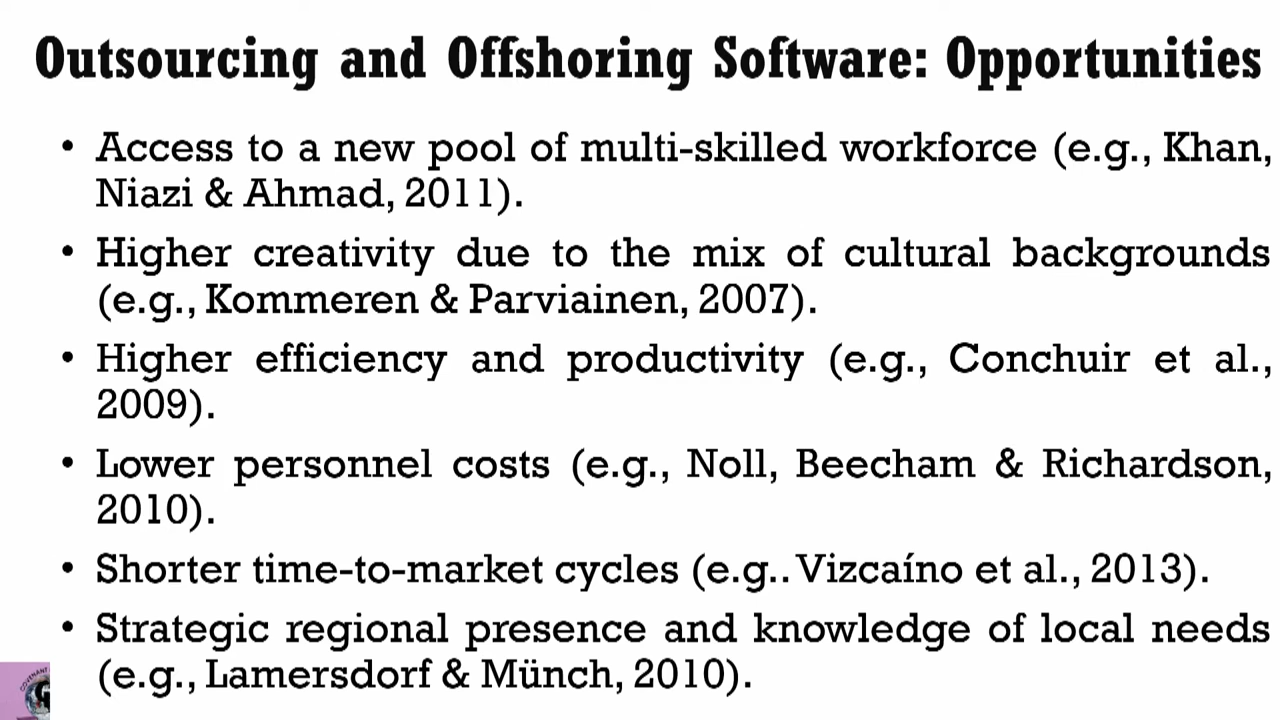 Outsourcing and Offshoring Software: Opportunities
• Access to a new pool of multi-skilled workforce (e.g., Khan,
Niazi & Ahmad, 2011).
• Higher creativity due to the mix of cultural backgrounds
(e.g., Kommeren & Parviainen, 2007).
• Higher efficiency and productivity (e.g., Conchuir et al.,
2009).
• Lower personnel costs (e.g., Noll, Beecham & Richardson,
2010).
• Shorter time-to-market cycles (e.g.. Vizcaíno et al., 2013).
• Strategic regional presence and knowledge of local needs
(e.g., Lamersdorf & Münch, 2010).
COVENANT